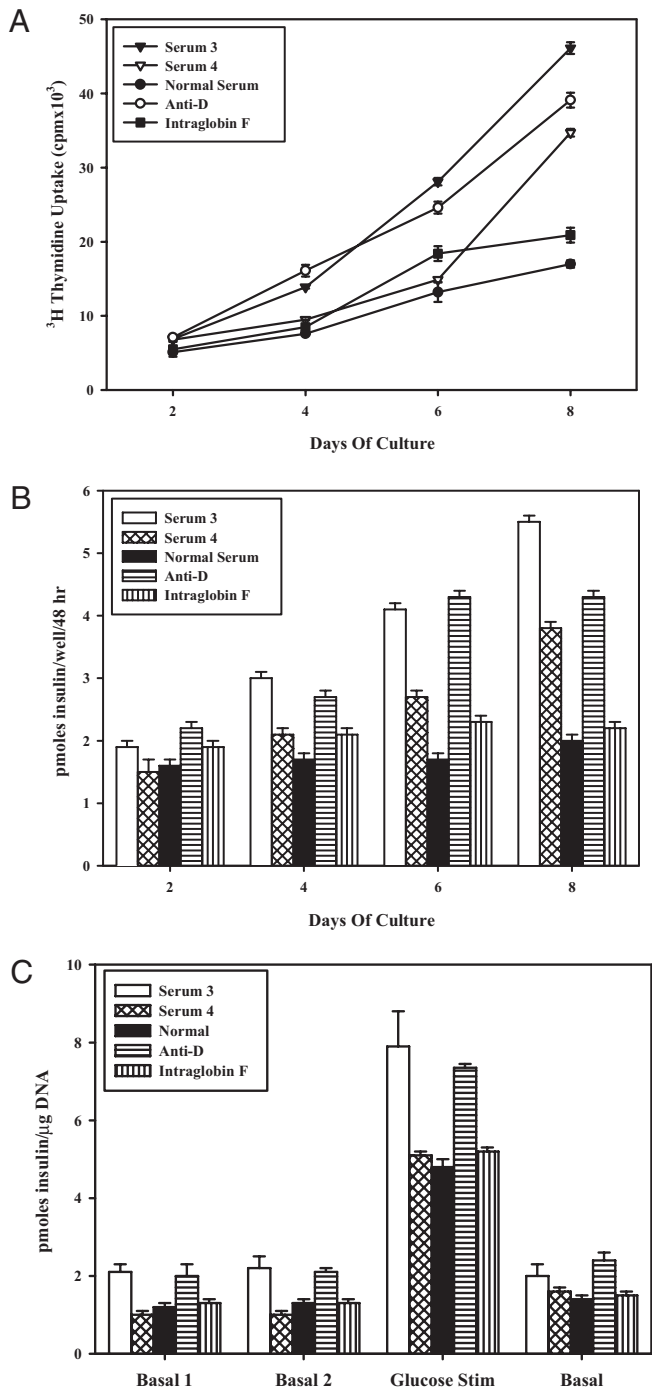 A
Serum 3
Serum 4
Normal Serum
Anti-D
Intraglobin F
³H Thymidine Uptake (cpmx10³)
50
40
30
20
10
0
2 4 6 8
Days Of Culture
B
Serum 3
Serum 4
Normal Serum
Anti-D
Intraglobin F
pmoles insulin/well/48 hr
6
5
4
3
2
1
0
2 4 6 8
Days Of Culture
C
Serum 3
Serum 4
Normal
Anti-D
Intraglobin F
pmoles insulin/µg DNA
10
8
6
4
2
0
Basal 1 Basal 2 Glucose Stim Basal